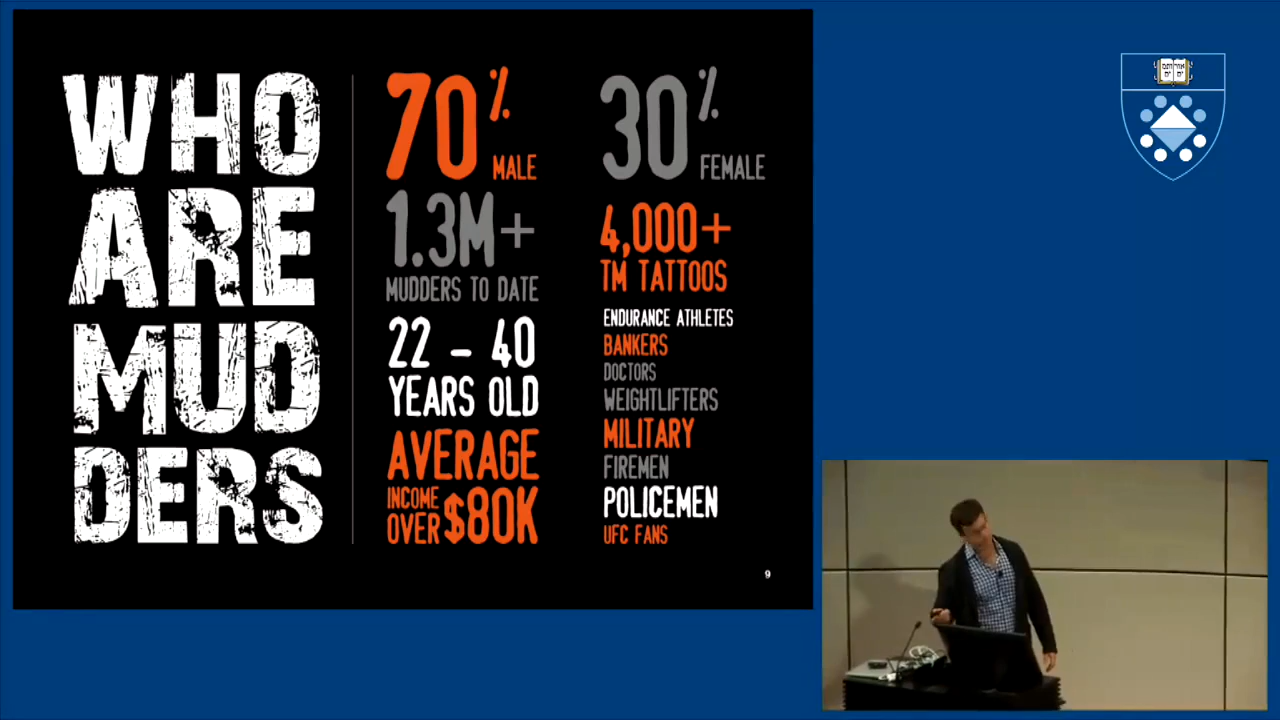 WHO
ARE
MUD
DERS
70% MALE
1.3M+
MUDDERS TO DATE
22 – 40
YEARS OLD
AVERAGE
INCOME
OVER $80K
30% FEMALE
4,000+
TM TATTOOS
ENDURANCE ATHLETES
BANKERS
DOCTORS
WEIGHTLIFTERS
MILITARY
FIREMEN
POLICEMEN
UFC FANS
9